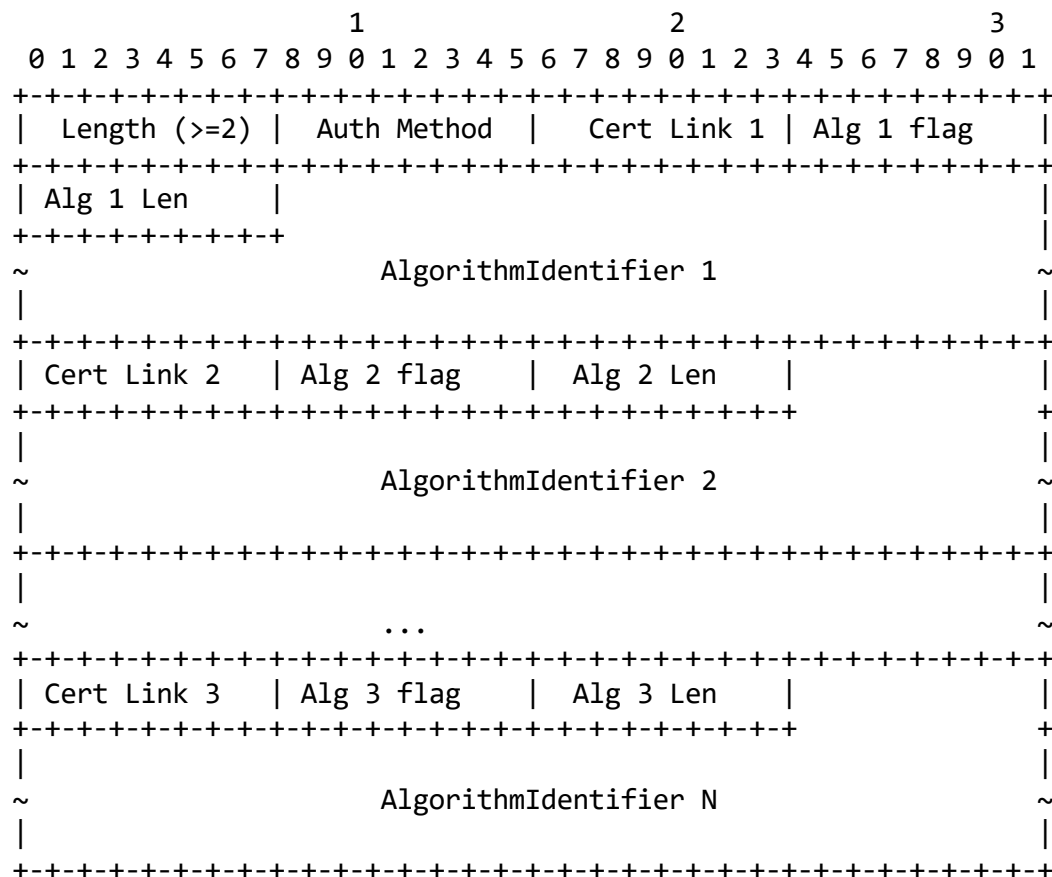 1                   2                   3
 0 1 2 3 4 5 6 7 8 9 0 1 2 3 4 5 6 7 8 9 0 1 2 3 4 5 6 7 8 9 0 1
+-+-+-+-+-+-+-+-+-+-+-+-+-+-+-+-+-+-+-+-+-+-+-+-+-+-+-+-+-+-+-+-+
|  Length (>=2) |  Auth Method  |   Cert Link 1 | Alg 1 flag    |
+-+-+-+-+-+-+-+-+-+-+-+-+-+-+-+-+-+-+-+-+-+-+-+-+-+-+-+-+-+-+-+-+
| Alg 1 Len     |                                               |
+-+-+-+-+-+-+-+-+                                               |
~                      AlgorithmIdentifier 1                    ~
|                                                               |
+-+-+-+-+-+-+-+-+-+-+-+-+-+-+-+-+-+-+-+-+-+-+-+-+-+-+-+-+-+-+-+-+
| Cert Link 2   | Alg 2 flag    |  Alg 2 Len    |               |
+-+-+-+-+-+-+-+-+-+-+-+-+-+-+-+-+-+-+-+-+-+-+-+-+               +
|                                                               |
~                      AlgorithmIdentifier 2                    ~
|                                                               |
+-+-+-+-+-+-+-+-+-+-+-+-+-+-+-+-+-+-+-+-+-+-+-+-+-+-+-+-+-+-+-+-+
|                                                               |
~                      ...                                      ~
+-+-+-+-+-+-+-+-+-+-+-+-+-+-+-+-+-+-+-+-+-+-+-+-+-+-+-+-+-+-+-+-+
| Cert Link 3   | Alg 3 flag    |  Alg 3 Len    |               |
+-+-+-+-+-+-+-+-+-+-+-+-+-+-+-+-+-+-+-+-+-+-+-+-+               +
|                                                               |
~                      AlgorithmIdentifier N                    ~
|                                                               |
+-+-+-+-+-+-+-+-+-+-+-+-+-+-+-+-+-+-+-+-+-+-+-+-+-+-+-+-+-+-+-+-+